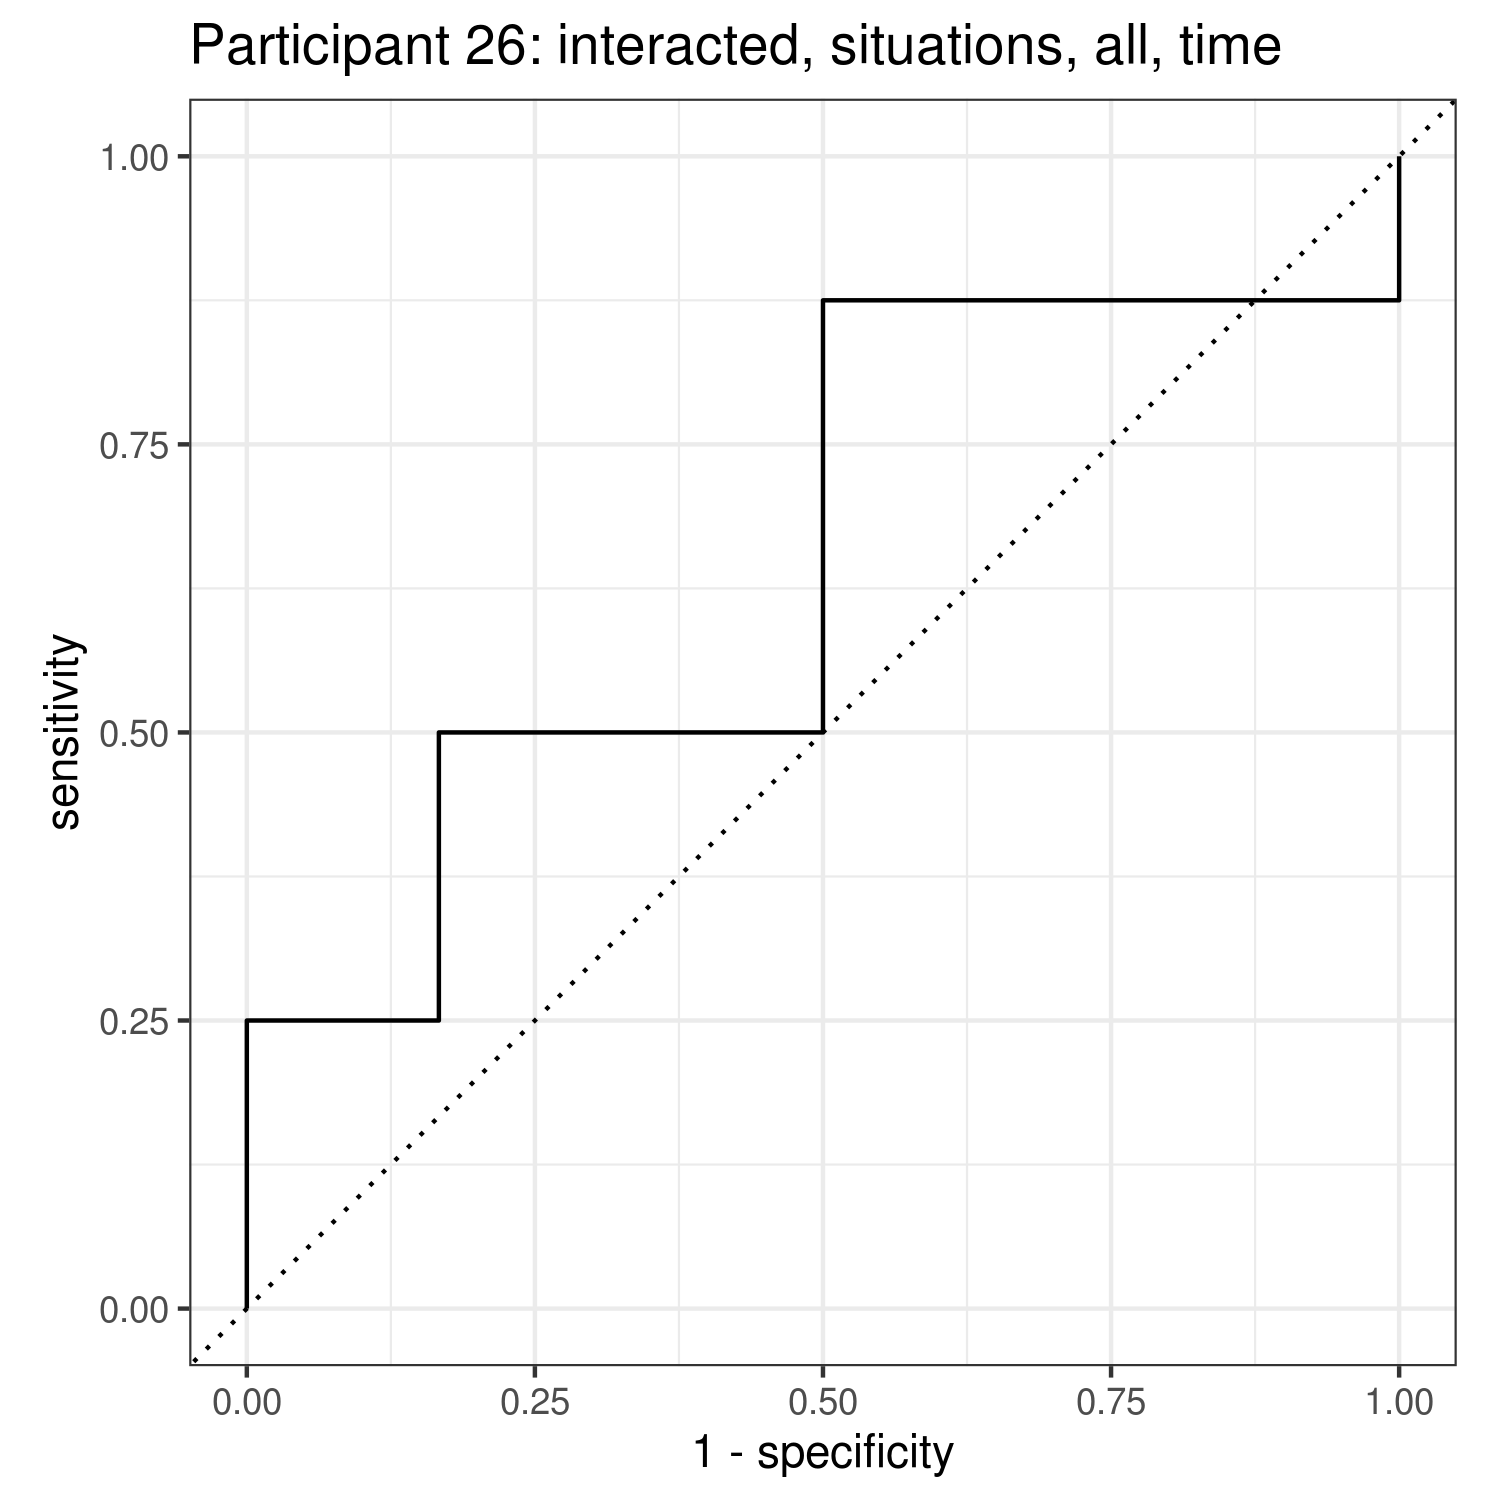 Participant 26: interacted, situations, all, time
1.00
0.75
0.50
0.25
0.00
sensitivity
0.00 0.25 0.50 0.75 1.00
1 - specificity